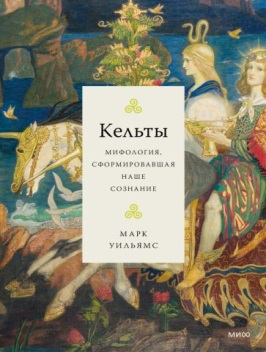 Кельты
МИФОЛОГИЯ,
СФОРМИРОВАВШАЯ
НАШЕ
СОЗНАНИЕ
МАРК
УИЛЬЯМС
МИФ